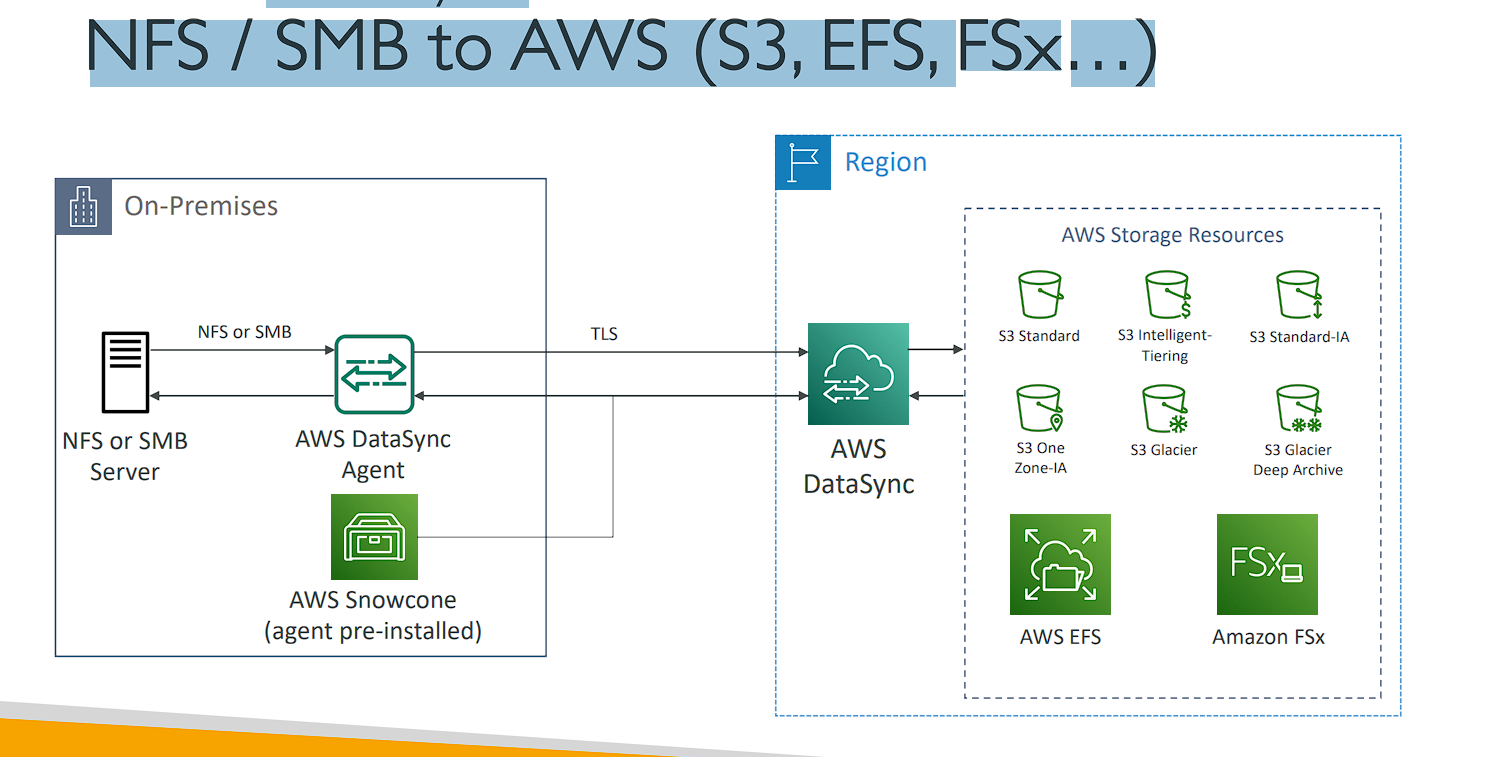 NFS / SMB to AWS (S3, EFS, FSx…)
Region
On-Premises
AWS Storage Resources
NFS or SMB
TLS
S3 Standard
S3 Intelligent-
Tiering
S3 Standard-IA
NFS or SMB
Server
AWS DataSync
Agent
AWS
DataSync
S3 One
Zone-IA
S3 Glacier
S3 Glacier
Deep Archive
FSx
AWS Snowcone
(agent pre-installed)
AWS EFS
Amazon FSx